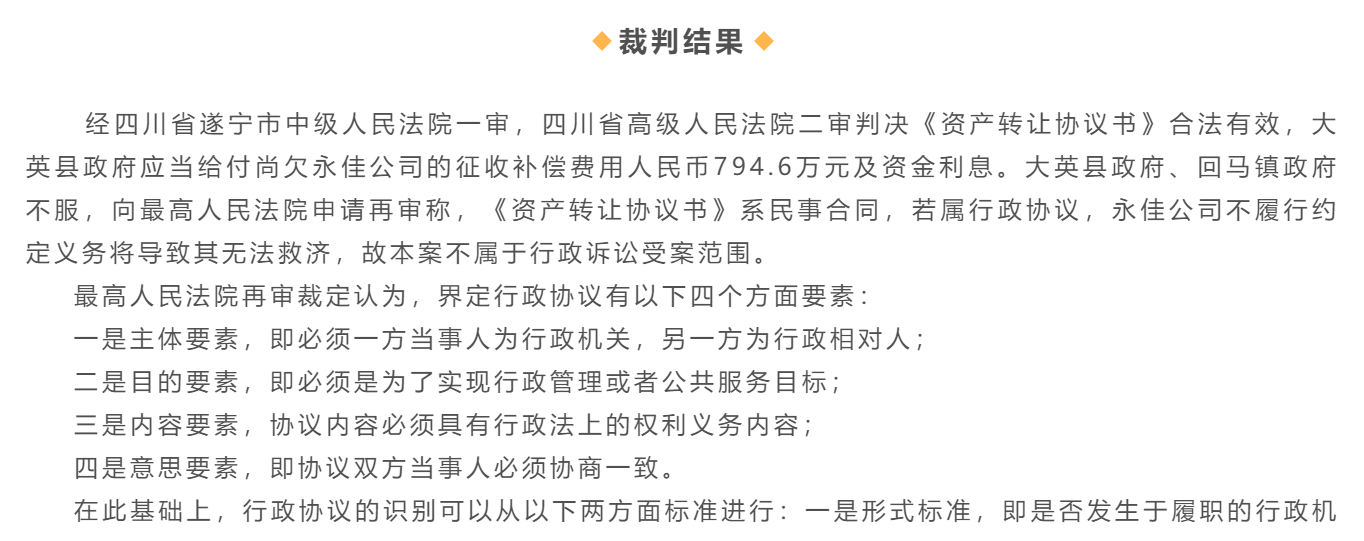 裁判结果
经四川省遂宁市中级人民法院一审，四川省高级人民法院二审判决《资产转让协议书》合法有效，大
英县政府应当给付尚欠永佳公司的征收补偿费用人民币794.6万元及资金利息。大英县政府、回马镇政府
不服，向最高人民法院申请再审称，《资产转让协议书》系民事合同，若属行政协议，永佳公司不履行约
定义务将导致其无法救济，故本案不属于行政诉讼受案范围。
最高人民法院再审裁定认为，界定行政协议有以下四个方面要素：
一是主体要素，即必须一方当事人为行政机关，另一方为行政相对人；
二是目的要素，即必须是为了实现行政管理或者公共服务目标；
三是内容要素，协议内容必须具有行政法上的权利义务内容；
四是意思要素，即协议双方当事人必须协商一致。
在此基础上，行政协议的识别可以从以下两方面标准进行：一是形式标准，即是否发生于履职的行政机